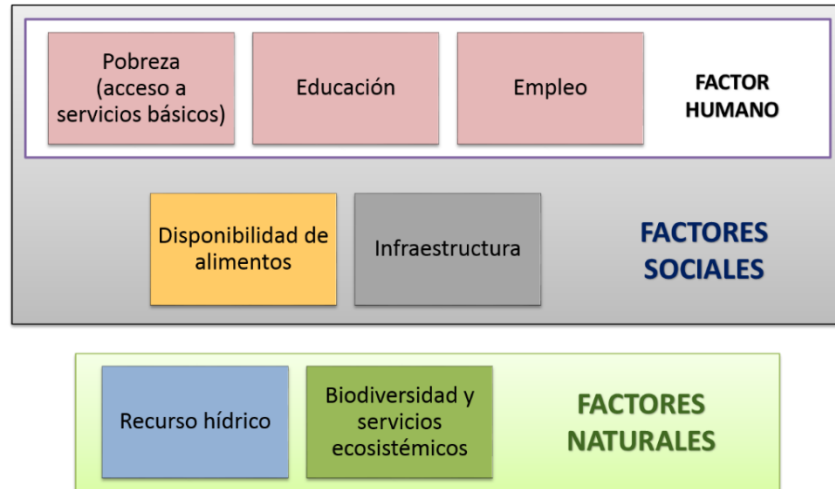 Pobreza
(acceso a
servicios básicos)
Educación
Empleo
FACTOR
HUMANO
Disponibilidad de
alimentos
Infraestructura
FACTORES
SOCIALES
Recurso hídrico
Biodiversidad y
servicios
ecosistémicos
FACTORES
NATURALES